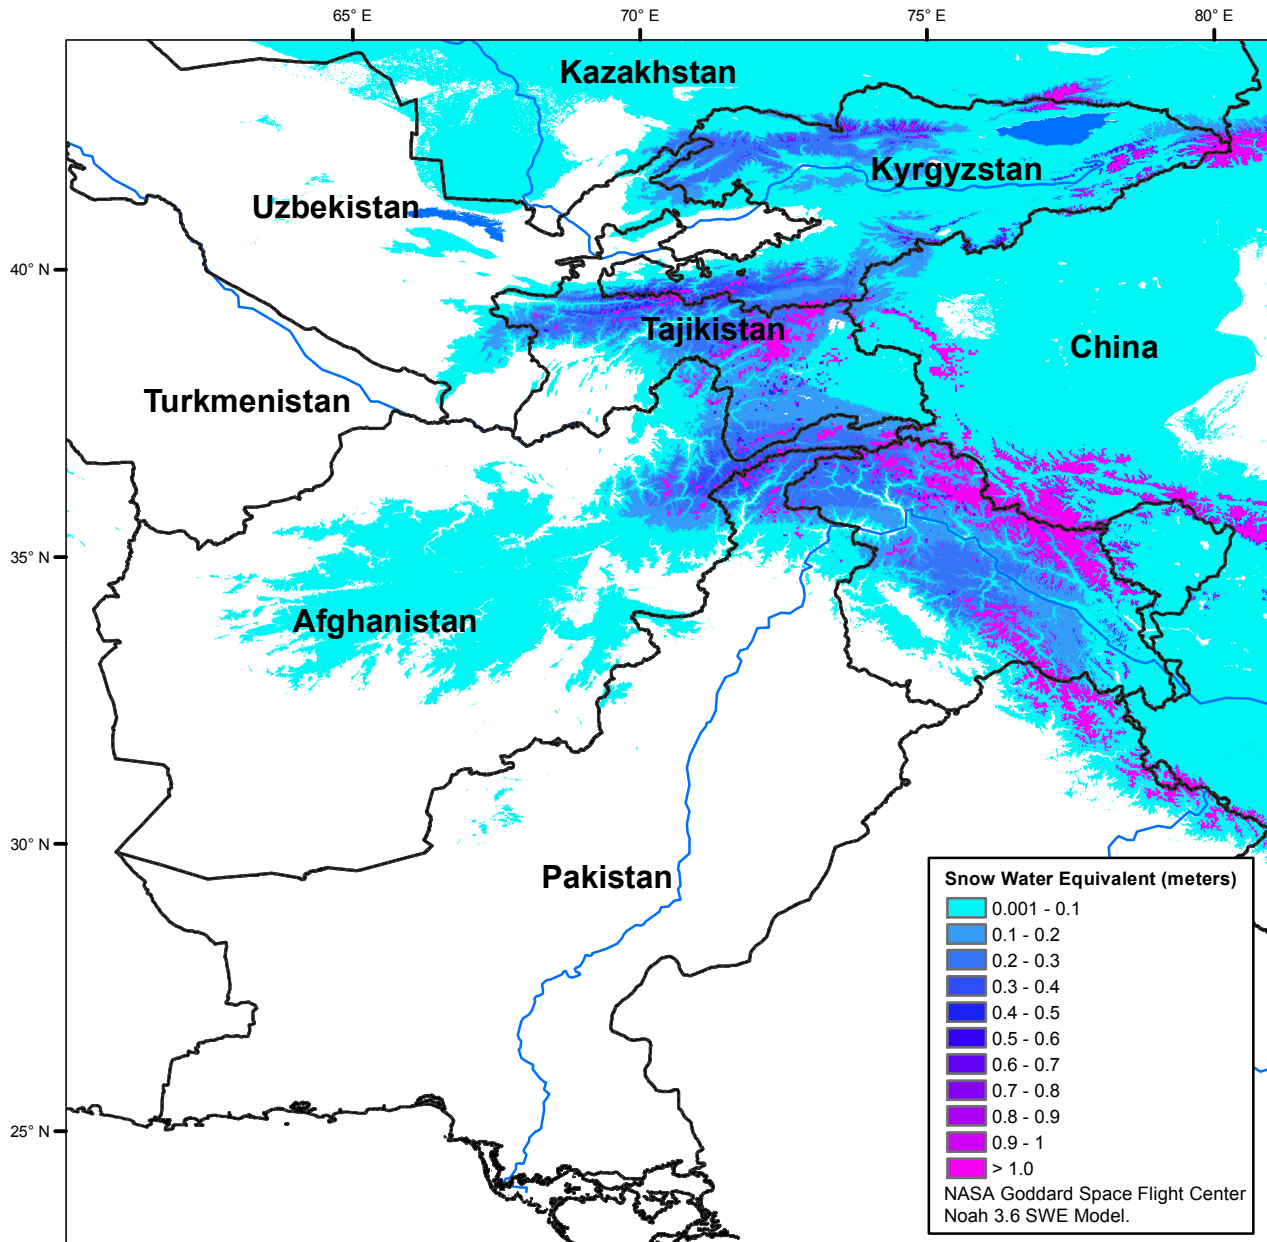 65° E
70° E
75° E
80° E
Kazakhstan
Kyrgyzstan
Uzbekistan
40° N
Tajikistan
China
Turkmenistan
35° N
Afghanistan
30° N
Pakistan
25° N
Snow Water Equivalent (meters)
0.001 - 0.1
0.1 - 0.2
0.2 - 0.3
0.3 - 0.4
0.4 - 0.5
0.5 - 0.6
0.6 - 0.7
0.7 - 0.8
0.8 - 0.9
0.9 - 1
> 1.0
NASA Goddard Space Flight Center
Noah 3.6 SWE Model.